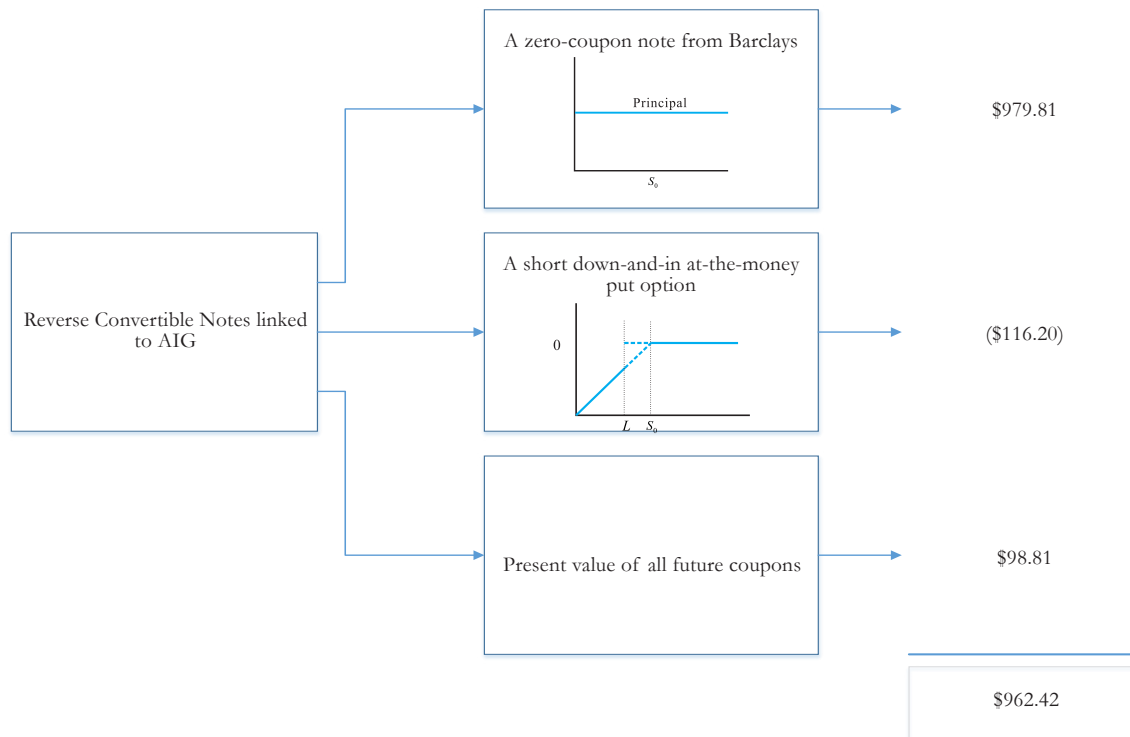 A zero-coupon note from Barclays
Principal
S₀
$979.81
Reverse Convertible Notes linked
to AIG
A short down-and-in at-the-money
put option
0
L S₀
($116.20)
Present value of all future coupons
$98.81
$962.42